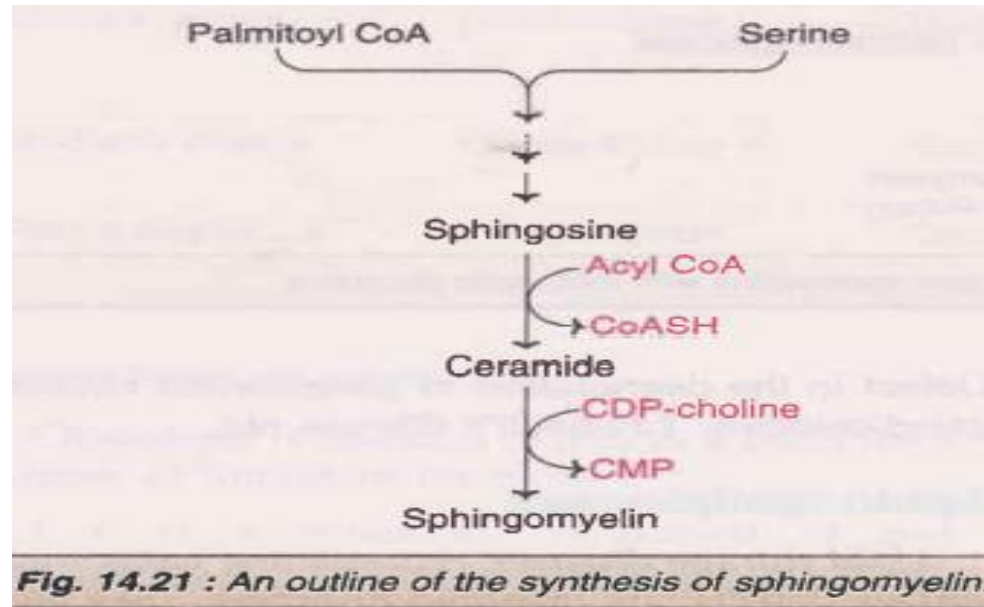 Palmitoyl CoA Serine
Sphingosine
Acyl CoA
CoASH
Ceramide
CDP-choline
CMP
Sphingomyelin
Fig. 14.21 : An outline of the synthesis of sphingomyelin